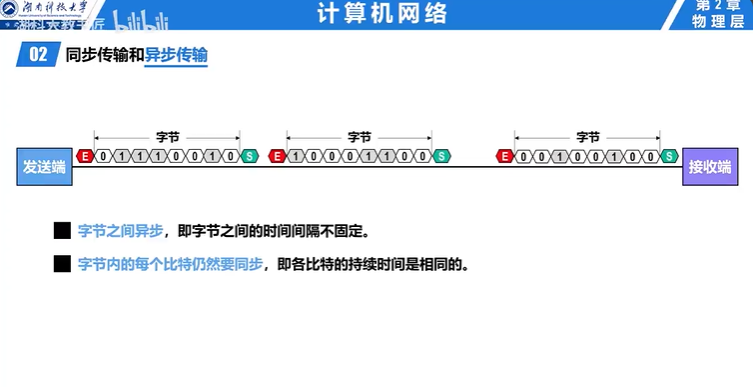 湖南科技大学
Hunan University of Science and Technology
湖科大教书匠 bilibili
计算机网络
第2章
物理层
02 同步传输和异步传输
字节 字节 字节
发送端 E 0 1 1 1 0 0 1 0 S E 1 0 0 0 1 1 0 0 S E 0 0 1 0 0 1 0 0 S 接收端
字节之间异步，即字节之间的时间间隔不固定。
字节内的每个比特仍然要同步，即各比特的持续时间是相同的。